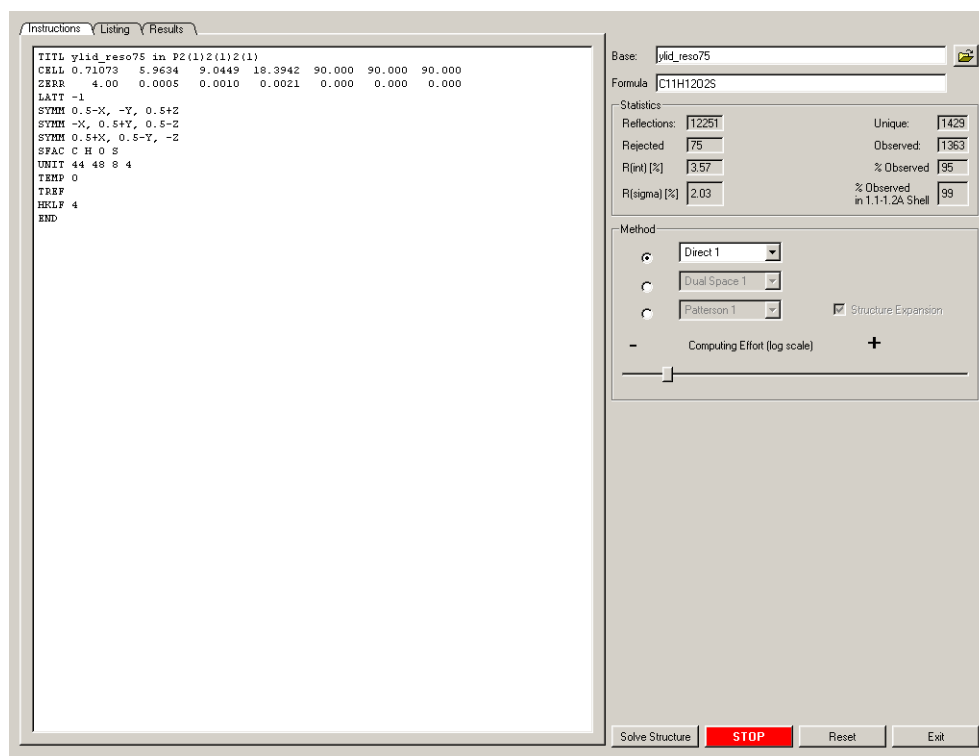 Instructions Listing Results
TITL ylid_reso75 in P2(1)2(1)2(1)
CELL 0.71073 5.9634 9.0449 18.3942 90.000 90.000 90.000
ZERR 4.00 0.0005 0.0010 0.0021 0.000 0.000 0.000
LATT -1
SYMM 0.5-X, -Y, 0.5+Z
SYMM -X, 0.5+Y, 0.5-Z
SYMM 0.5+X, 0.5-Y, -Z
SFAC C H O S
UNIT 44 48 8 4
TEMP 0
TREF
HKLF 4
END
Base: ylid_reso75
Formula C11H12O2S
Statistics
Reflections: 12251 Unique: 1429
Rejected 75 Observed: 1363
R(int) [%] 3.57 % Observed 95
R(sigma) [%] 2.03 % Observed
in 1.1-1.2A Shell 99
Method
Direct 1
Dual Space 1
Patterson 1 Structure Expansion
- Computing Effort (log scale) +
Solve Structure STOP Reset Exit